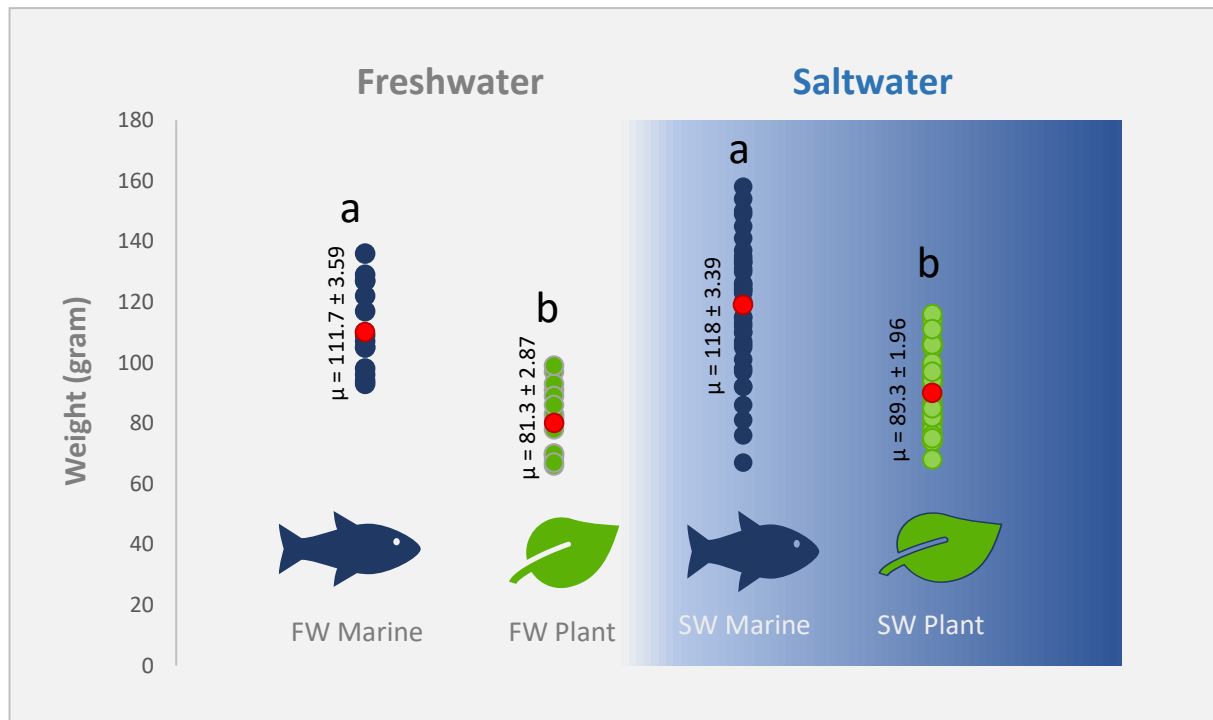 Freshwater
Saltwater
180
160
140
120
100
80
60
40
20
0
Weight (gram)
a
μ = 111.7 ± 3.59
b
μ = 81.3 ± 2.87
a
μ = 118 ± 3.39
b
μ = 89.3 ± 1.96
FW Marine
FW Plant
SW Marine
SW Plant